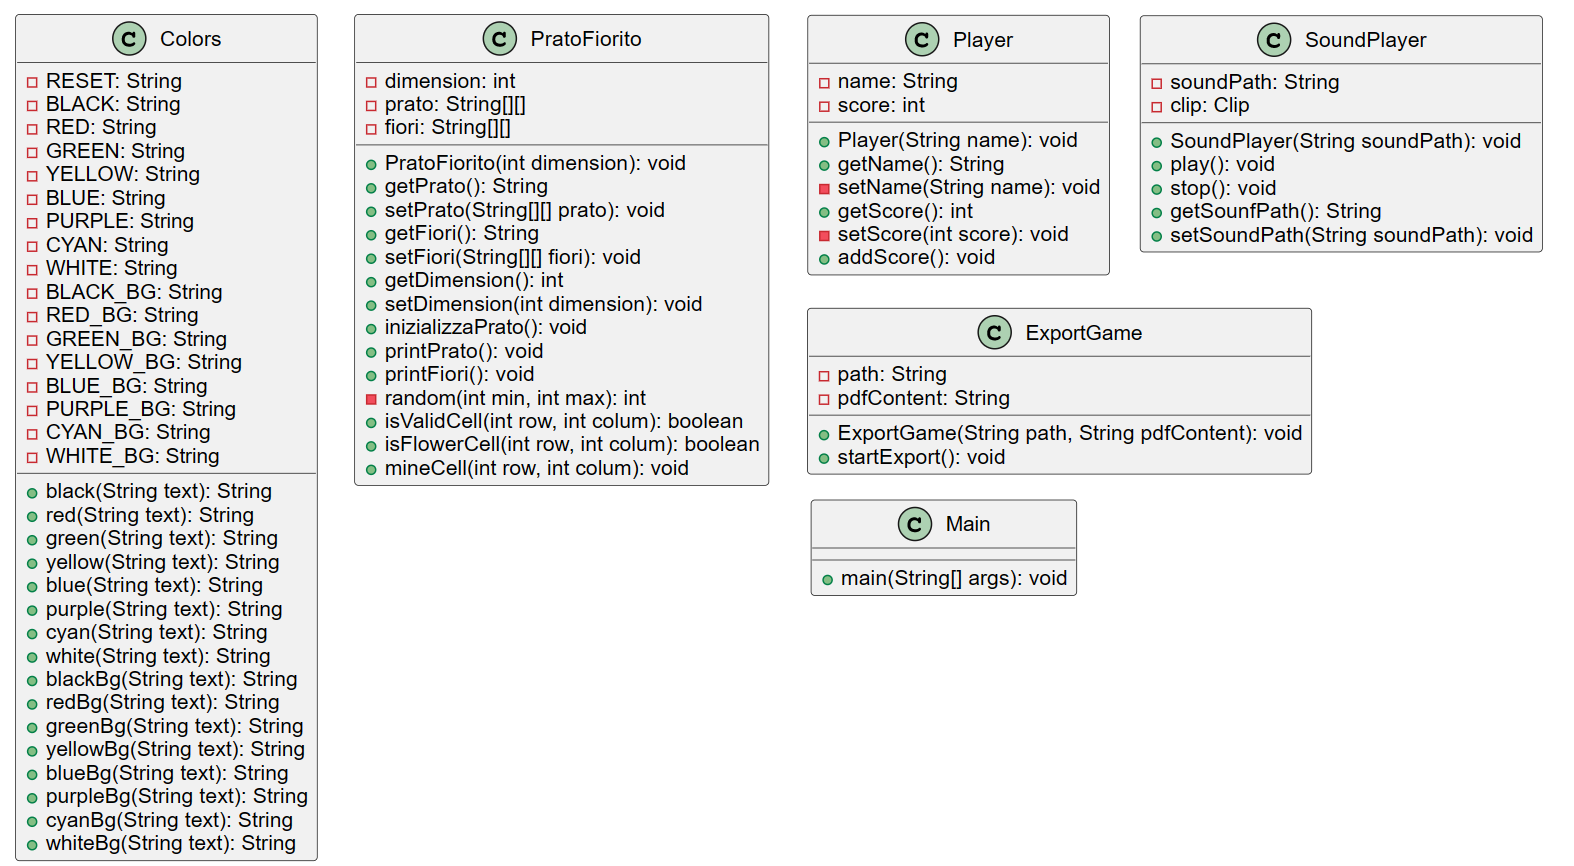 Colors
RESET: String
BLACK: String
RED: String
GREEN: String
YELLOW: String
BLUE: String
PURPLE: String
CYAN: String
WHITE: String
BLACK_BG: String
RED_BG: String
GREEN_BG: String
YELLOW_BG: String
BLUE_BG: String
PURPLE_BG: String
CYAN_BG: String
WHITE_BG: String
black(String text): String
red(String text): String
green(String text): String
yellow(String text): String
blue(String text): String
purple(String text): String
cyan(String text): String
white(String text): String
blackBg(String text): String
redBg(String text): String
greenBg(String text): String
yellowBg(String text): String
blueBg(String text): String
purpleBg(String text): String
cyanBg(String text): String
whiteBg(String text): String
C PratoFiorito
dimension: int
prato: String[][]
fiori: String[][]
PratoFiorito(int dimension): void
getPrato(): String
setPrato(String[][] prato): void
getFiori(): String
setFiori(String[][] fiori): void
getDimension(): int
setDimension(int dimension): void
inizializzaPrato(): void
printPrato(): void
printFiori(): void
random(int min, int max): int
isValidCell(int row, int colum): boolean
isFlowerCell(int row, int colum): boolean
mineCell(int row, int colum): void
C Player
name: String
score: int
Player(String name): void
getName(): String
setName(String name): void
getScore(): int
setScore(int score): void
addScore(): void
C SoundPlayer
soundPath: String
clip: Clip
SoundPlayer(String soundPath): void
play(): void
stop(): void
getSounfPath(): String
setSoundPath(String soundPath): void
C ExportGame
path: String
pdfContent: String
ExportGame(String path, String pdfContent): void
startExport(): void
C Main
main(String[] args): void